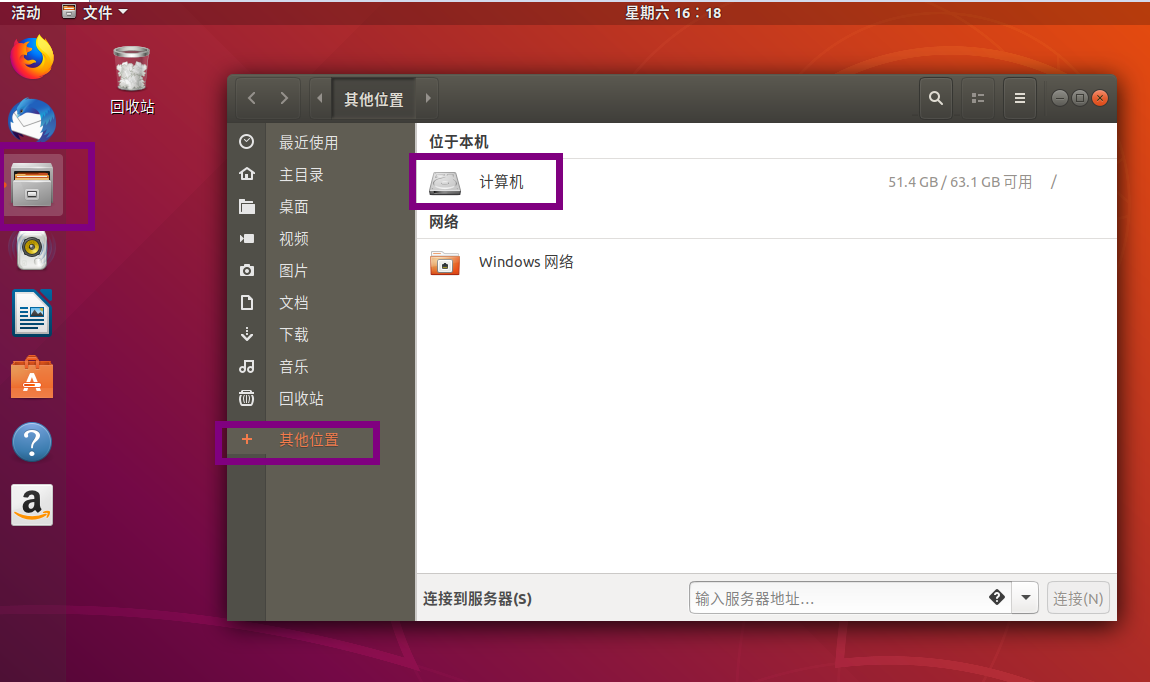 活动 文件 星期六 16：18
回收站
其他位置
最近使用
主目录
桌面
视频
图片
文档
下载
音乐
回收站
+ 其他位置
位于本机
计算机 51.4 GB / 63.1 GB 可用 /
网络
Windows 网络
连接到服务器(S) 输入服务器地址… 连接(N)